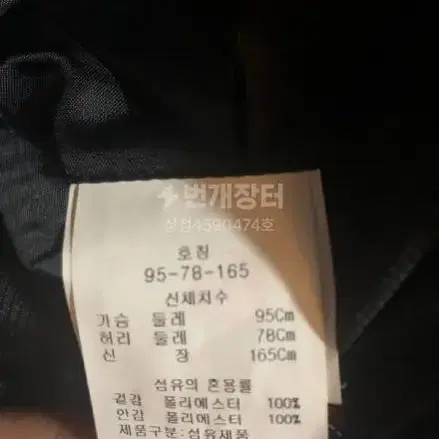 번개장터
상점4590474호
호칭
95-78-165
신체치수
가슴 둘레 95Cm
허리 둘레 78Cm
신 장 165Cm
섬유의 혼용률
겉감 폴리에스터 100%
안감 폴리에스터 100%
제품구분:섬유제품